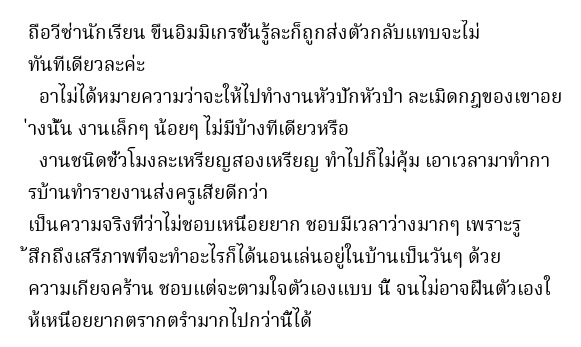 ถือวีซ่านักเรียน ขืนอิมมิเกรชั่นรู้ละก็ถูกส่งตัวกลับแทบจะไม่
ทันทีเดียวละค่ะ
อาไม่ได้หมายความว่าจะให้ไปทำงานหัวปักหัวปำ ละเมิดกฎของเขาอย
่างนั้น งานเล็กๆ น้อยๆ ไม่มีบ้างทีเดียวหรือ
งานชนิดชั่วโมงละเหรียญสองเหรียญ ทำไปก็ไม่คุ้ม เอาเวลามาทำกา
รบ้านทำรายงานส่งครูเสียดีกว่า
เป็นความจริงที่ว่าไม่ชอบเหนื่อยยาก ชอบมีเวลาว่างมากๆ เพราะรู
้สึกถึงเสรีภาพที่จะทำอะไรก็ได้นอนเล่นอยู่ในบ้านเป็นวันๆ ด้วย
ความเกียจคร้าน ชอบแต่จะตามใจตัวเองแบบ นี้ จนไม่อาจฝืนตัวเองใ
ห้เหนื่อยยากตรากตรำมากไปกว่านี้ได้